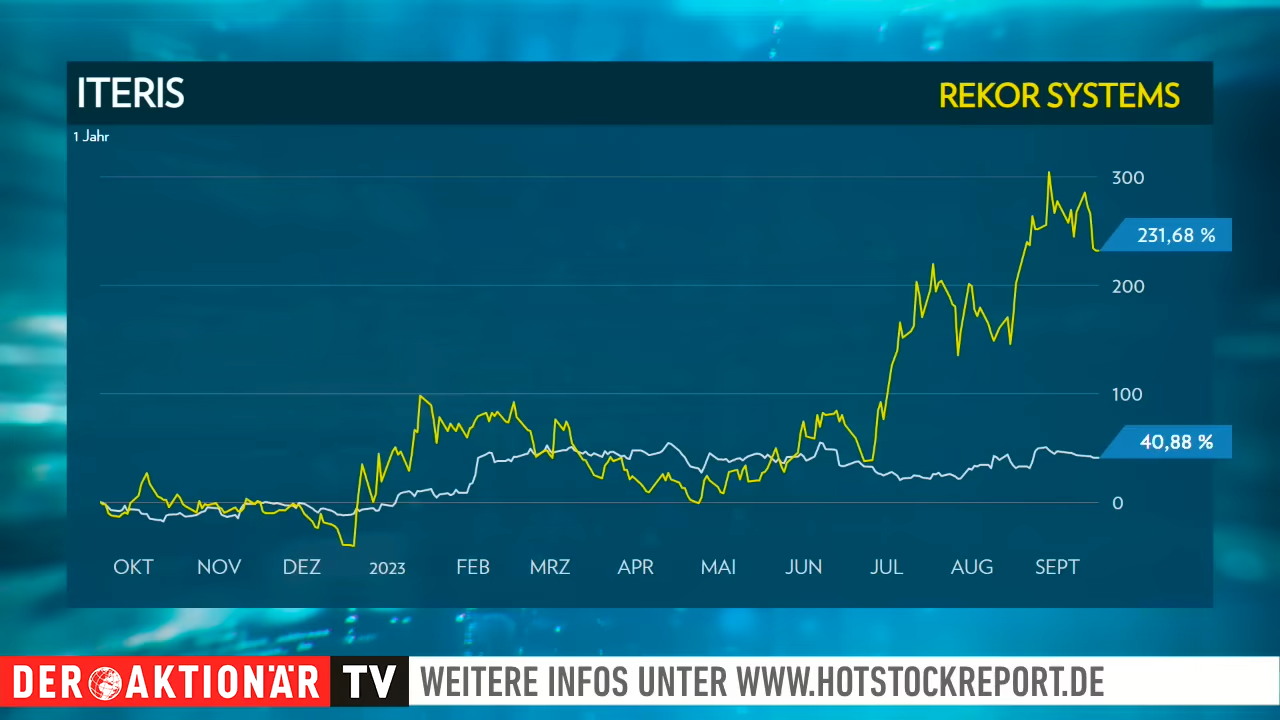 ITERIS
REKOR SYSTEMS
1 Jahr
300
231,68 %
200
100
40,88 %
0
OKT NOV DEZ 2023 FEB MRZ APR MAI JUN JUL AUG SEPT
DER AKTIONÄR TV
WEITERE INFOS UNTER WWW.HOTSTOCKREPORT.DE